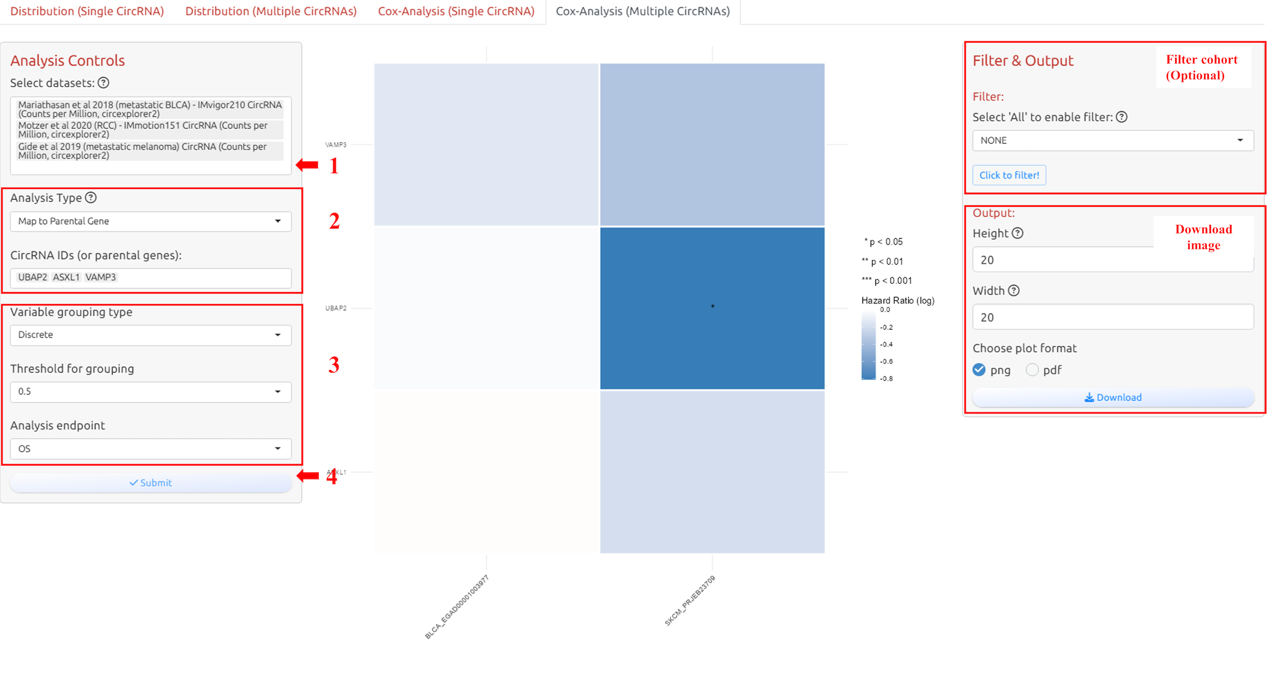 Distribution (Single CircRNA)
Distribution (Multiple CircRNAs)
Cox-Analysis (Single CircRNA)
Cox-Analysis (Multiple CircRNAs)
Analysis Controls
Select datasets:
Mariathasan et al 2018 (metastatic BLCA) - IMvigor210 CircRNA
(Counts per Million, circexplorer2)
Motzer et al 2020 (RCC) - IMmotion151 CircRNA (Counts per
Million, circexplorer2)
Gide et al 2019 (metastatic melanoma) CircRNA (Counts per
Million, circexplorer2)
1
Analysis Type
2
Map to Parental Gene
CircRNA IDs (or parental genes):
UBAP2 ASXL1 VAMP3
Variable grouping type
Discrete
3
Threshold for grouping
0.5
Analysis endpoint
OS
4
Submit
VAMP3
UBAP2
ASXL1
BLCA_EGAD00001003977
SKCM_PRJEB23709
*
* p < 0.05
** p < 0.01
*** p < 0.001
Hazard Ratio (log)
0.0
-0.2
-0.4
-0.6
-0.8
Filter & Output
Filter cohort
(Optional)
Filter:
Select 'All' to enable filter:
NONE
Click to filter!
Output:
Download
image
Height
20
Width
20
Choose plot format
png
pdf
Download